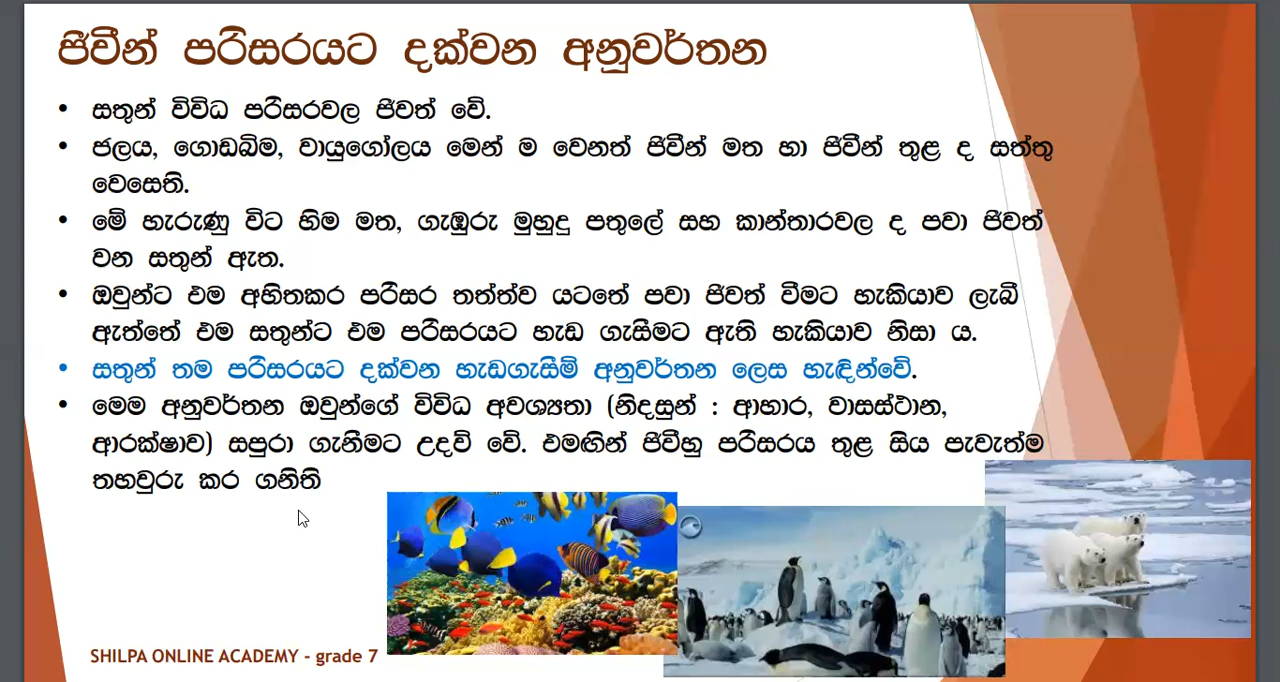 ජීවීන් පරිසරයට දක්වන අනුවර්තන
• සතුන් විවිධ පරිසරවල ජීවත් වේ.
• ජලය, ගොඩබිම, වායුගෝලය මෙන් ම වෙනත් ජීවීන් මත හා ජීවීන් තුළ ද සත්තු
වෙසෙති.
• මේ හැරුණු විට හිම මත, ගැඹුරු මුහුදු පතුලේ සහ කාන්තාරවල ද පවා ජීවත්
වන සතුන් ඇත.
• ඔවුන්ට එම අහිතකර පරිසර තත්ත්ව යටතේ පවා ජීවත් වීමට හැකියාව ලැබී
ඇත්තේ එම සතුන්ට එම පරිසරයට හැඩ ගැසීමට ඇති හැකියාව නිසා ය.
• සතුන් තම පරිසරයට දක්වන හැඩගැසීම් අනුවර්තන ලෙස හැඳින්වේ.
• මෙම අනුවර්තන ඔවුන්ගේ විවිධ අවශ්‍යතා (නිදසුන් : ආහාර, වාසස්ථාන,
ආරක්ෂාව) සපුරා ගැනීමට උදව් වේ. එමඟින් ජීවීහු පරිසරය තුළ සිය පැවැත්ම
තහවුරු කර ගනිති
SHILPA ONLINE ACADEMY - grade 7